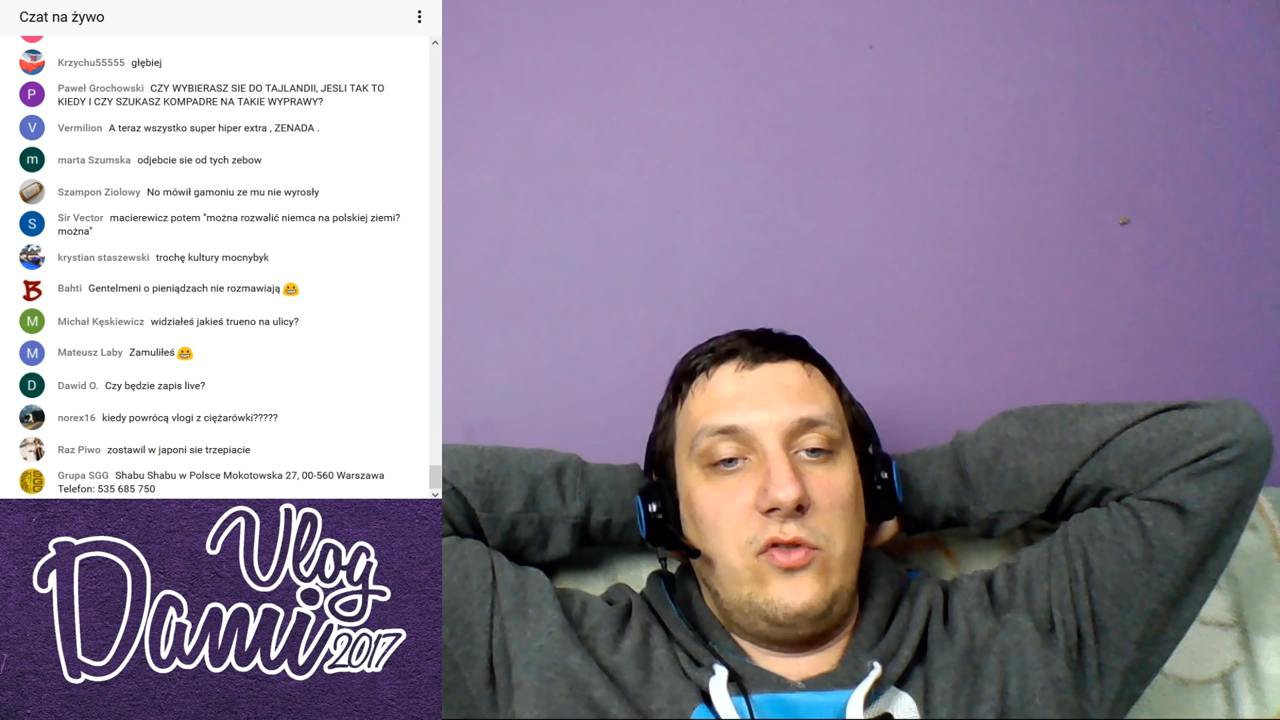 Czat na żywo
Krzychu55555 głębiej
Paweł Grochowski CZY WYBIERASZ SIE DO TAJLANDII, JESLI TAK TO
KIEDY I CZY SZUKASZ KOMPADRE NA TAKIE WYPRAWY?
V
Vermilion A teraz wszystko super hiper extra , ZENADA .
P
m
marta Szumska odjebcie sie od tych zebow
Szampon Ziolowy No mówił gamoniu ze mu nie wyrosły
S
Sir Vector macierewicz potem "można rozwalić niemca na polskiej ziemi?
można"
krystian staszewski trochę kultury mocnybyk
B
Bahti Gentelmeni o pieniądzach nie rozmawiają
M
Michał Kęskiewicz widziałeś jakieś trueno na ulicy?
M
Mateusz Laby Zamuliłeś
D
Dawid O. Czy będzie zapis live?
norex16 kiedy powrócą vlogi z ciężarówki?????
Raz Piwo zostawil w japoni sie trzepiacie
Grupa SGG Shabu Shabu w Polsce Mokotowska 27, 00-560 Warszawa
Telefon: 535 685 750
Vlog
Dami
2017